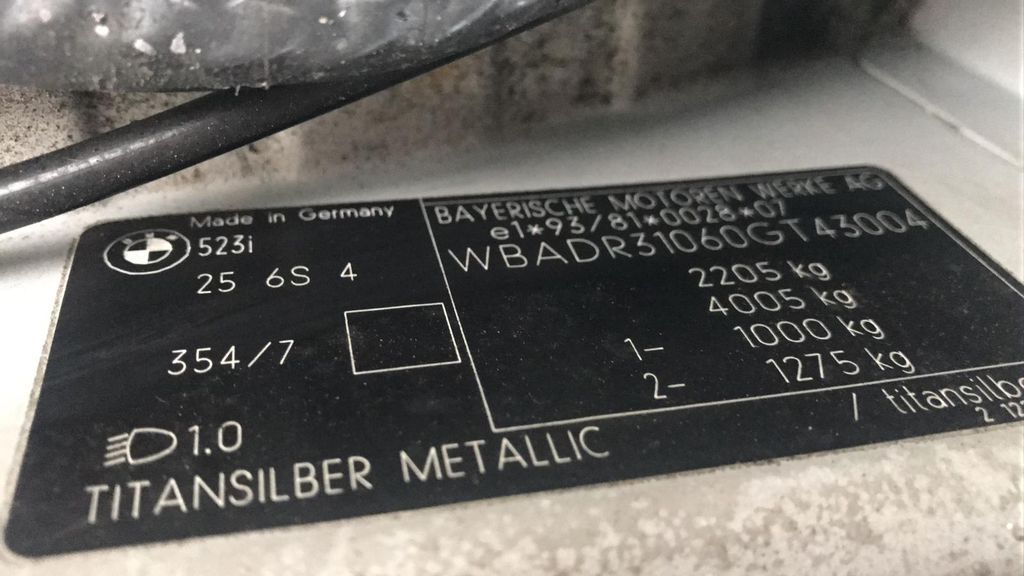 Made in Germany
523i
25 6S 4
354/7
1.0
TITANSILBER METALLIC
BAYERISCHE MOTOREN WERKE AG
e1*93/81*0028*07
WBADR31060GT43004
2205 kg
4005 kg
1- 1000 kg
2- 1275 kg
/ titansilbe